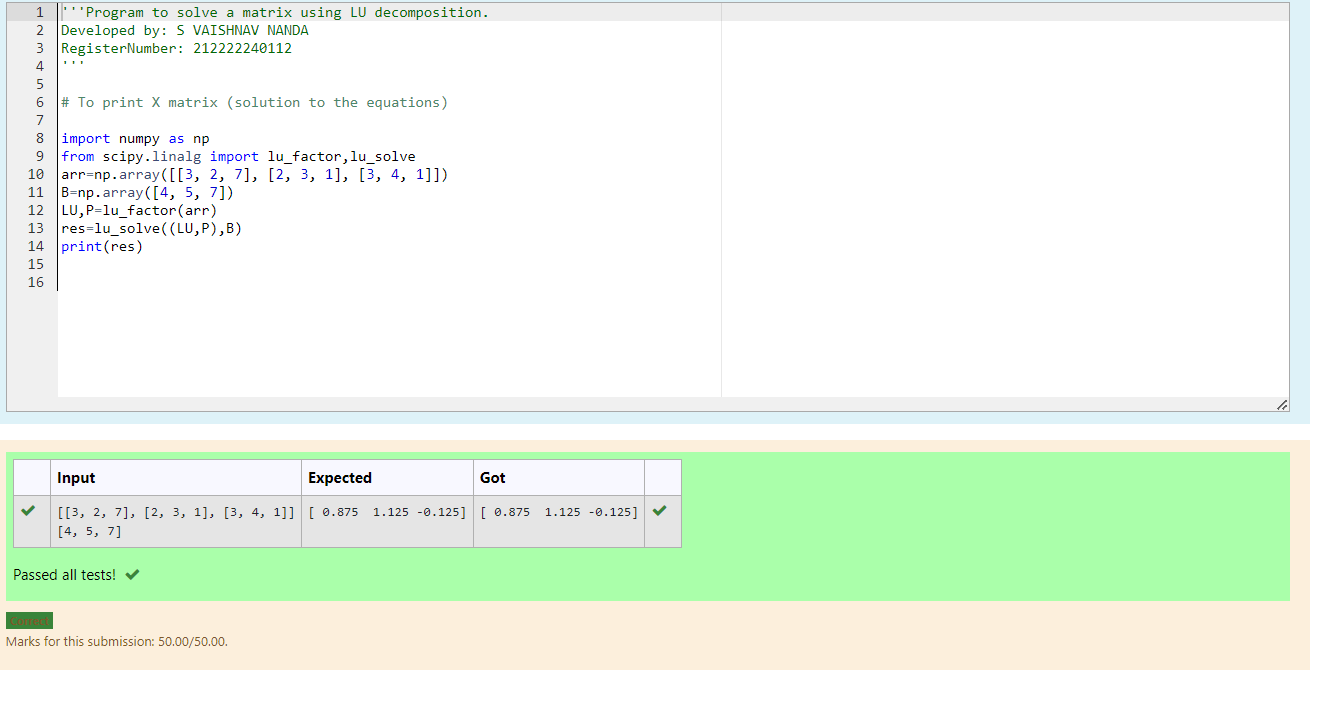 1 '''Program to solve a matrix using LU decomposition.
2 Developed by: S VAISHNAV NANDA
3 RegisterNumber: 212222240112
4 '''
5
6 # To print X matrix (solution to the equations)
7
8 import numpy as np
9 from scipy.linalg import lu_factor,lu_solve
10 arr=np.array([[3, 2, 7], [2, 3, 1], [3, 4, 1]])
11 B=np.array([4, 5, 7])
12 LU,P=lu_factor(arr)
13 res=lu_solve((LU,P),B)
14 print(res)
15
16
Input Expected Got
[[3, 2, 7], [2, 3, 1], [3, 4, 1]] [ 0.875  1.125 -0.125] [ 0.875  1.125 -0.125]
[4, 5, 7]
Passed all tests!
Correct
Marks for this submission: 50.00/50.00.